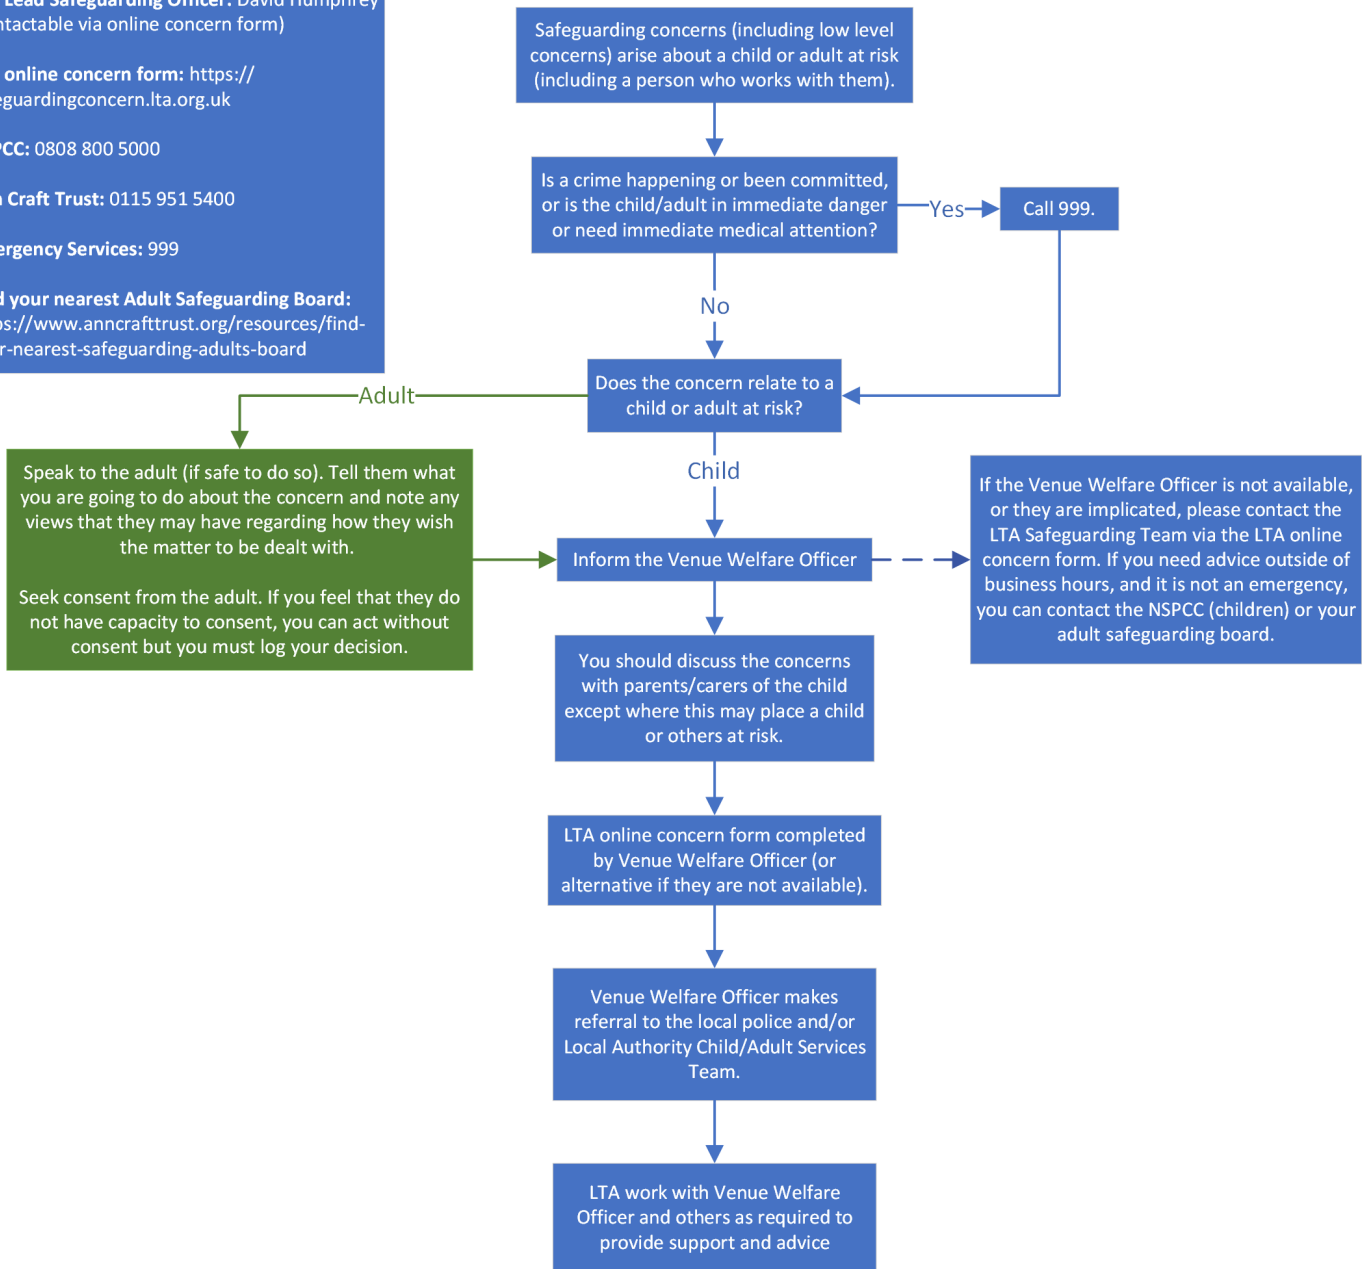 Lead Safeguarding Officer: David Humphrey
ntactable via online concern form)
online concern form: https://
eguardingconcern.lta.org.uk
PCC: 0808 800 5000
n Craft Trust: 0115 951 5400
ergency Services: 999
d your nearest Adult Safeguarding Board:
ps://www.anncrafttrust.org/resources/find-
r-nearest-safeguarding-adults-board
Safeguarding concerns (including low level
concerns) arise about a child or adult at risk
(including a person who works with them).
Is a crime happening or been committed,
or is the child/adult in immediate danger
or need immediate medical attention?
Yes
Call 999.
No
Does the concern relate to a
child or adult at risk?
Adult
Child
Speak to the adult (if safe to do so). Tell them what
you are going to do about the concern and note any
views that they may have regarding how they wish
the matter to be dealt with.
Seek consent from the adult. If you feel that they do
not have capacity to consent, you can act without
consent but you must log your decision.
Inform the Venue Welfare Officer
If the Venue Welfare Officer is not available,
or they are implicated, please contact the
LTA Safeguarding Team via the LTA online
concern form. If you need advice outside of
business hours, and it is not an emergency,
you can contact the NSPCC (children) or your
adult safeguarding board.
You should discuss the concerns
with parents/carers of the child
except where this may place a child
or others at risk.
LTA online concern form completed
by Venue Welfare Officer (or
alternative if they are not available).
Venue Welfare Officer makes
referral to the local police and/or
Local Authority Child/Adult Services
Team.
LTA work with Venue Welfare
Officer and others as required to
provide support and advice